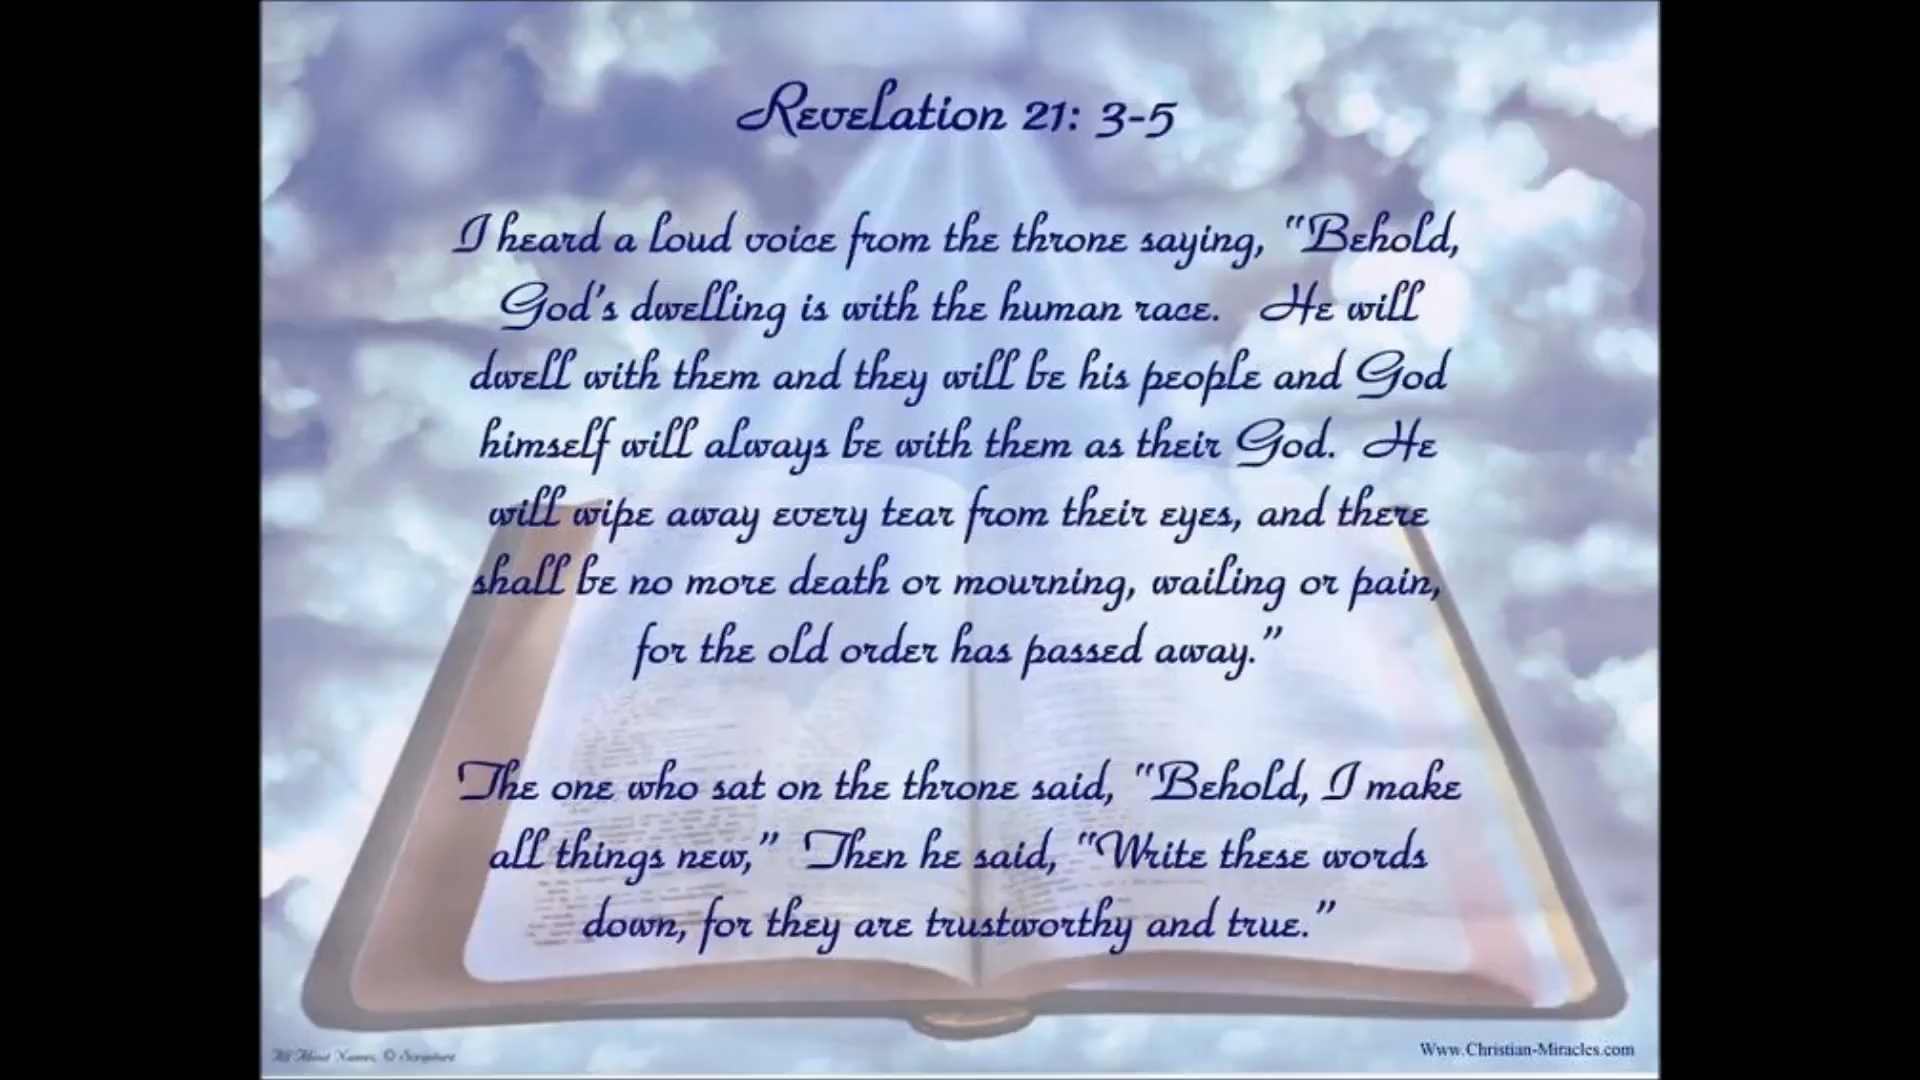 Revelation 21: 3-5
I heard a loud voice from the throne saying, "Behold,
God's dwelling is with the human race. He will
dwell with them and they will be his people and God
himself will always be with them as their God. He
will wipe away every tear from their eyes, and there
shall be no more death or mourning, wailing or pain,
for the old order has passed away."
The one who sat on the throne said, "Behold, I make
all things new," Then he said, "Write these words
down, for they are trustworthy and true."
All About Names, © Scripture
Www.Christian-Miracles.com